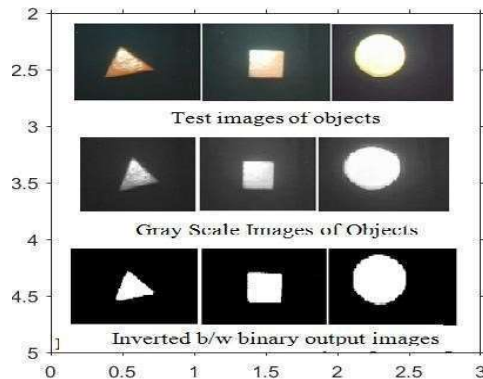 2
2.5
Test images of objects
3
3.5
Gray Scale Images of Objects
4
4.5
Inverted b/w binary output images
5
0 0.5 1 1.5 2 2.5 3